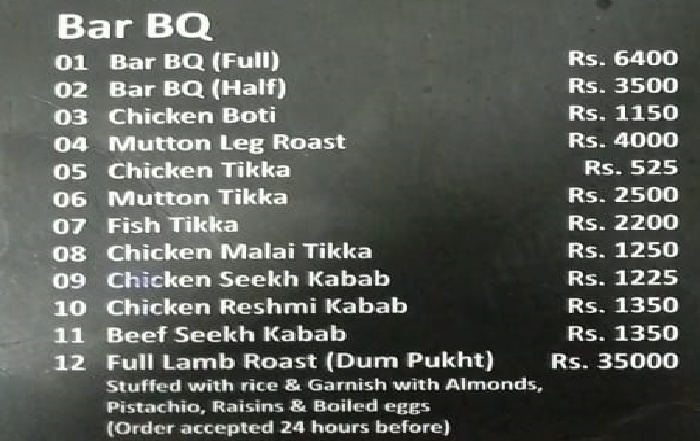 Bar BQ
01 Bar BQ (Full) Rs. 6400
02 Bar BQ (Half) Rs. 3500
03 Chicken Boti Rs. 1150
04 Mutton Leg Roast Rs. 4000
05 Chicken Tikka Rs. 525
06 Mutton Tikka Rs. 2500
07 Fish Tikka Rs. 2200
08 Chicken Malai Tikka Rs. 1250
09 Chicken Seekh Kabab Rs. 1225
10 Chicken Reshmi Kabab Rs. 1350
11 Beef Seekh Kabab Rs. 1350
12 Full Lamb Roast (Dum Pukht) Rs. 35000
Stuffed with rice & Garnish with Almonds,
Pistachio, Raisins & Boiled eggs
(Order accepted 24 hours before)